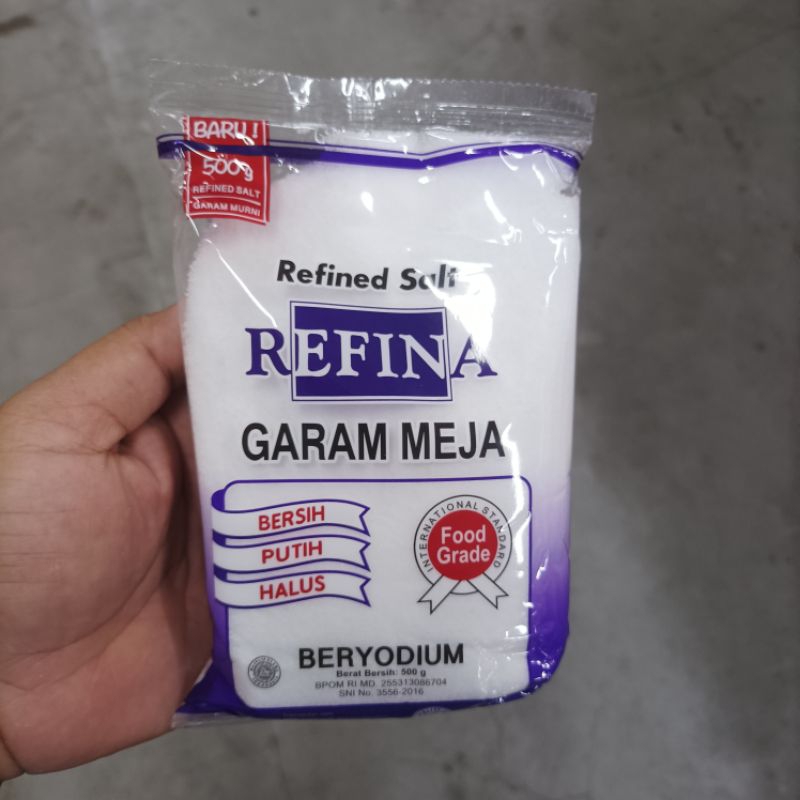 BARU!
500g
REFINED SALT
GARAM MURNI
Refined Salt
REFINA
GARAM MEJA
BERSIH
PUTIH
HALUS
INTERNATIONAL STANDARD
Food
Grade
BERYODIUM
Berat Bersih: 500 g
BPOM RI MD. 255313086704
SNI No. 3556-2016